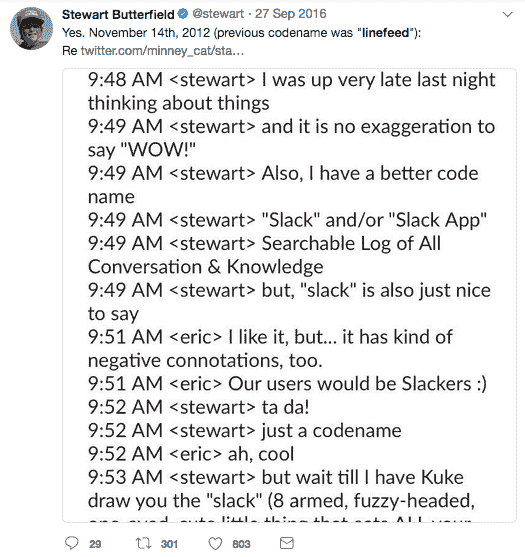 Stewart Butterfield @stewart · 27 Sep 2016
Yes. November 14th, 2012 (previous codename was "linefeed"):
Re twitter.com/minney_cat/sta…
9:48 AM <stewart> I was up very late last night
thinking about things
9:49 AM <stewart> and it is no exaggeration to
say "WOW!"
9:49 AM <stewart> Also, I have a better code
name
9:49 AM <stewart> "Slack" and/or "Slack App"
9:49 AM <stewart> Searchable Log of All
Conversation & Knowledge
9:49 AM <stewart> but, "slack" is also just nice
to say
9:51 AM <eric> I like it, but... it has kind of
negative connotations, too.
9:51 AM <eric> Our users would be Slackers :)
9:52 AM <stewart> ta da!
9:52 AM <stewart> just a codename
9:52 AM <eric> ah, cool
9:53 AM <stewart> but wait till I have Kuke
draw you the "slack" (8 armed, fuzzy-headed,
29 301 803